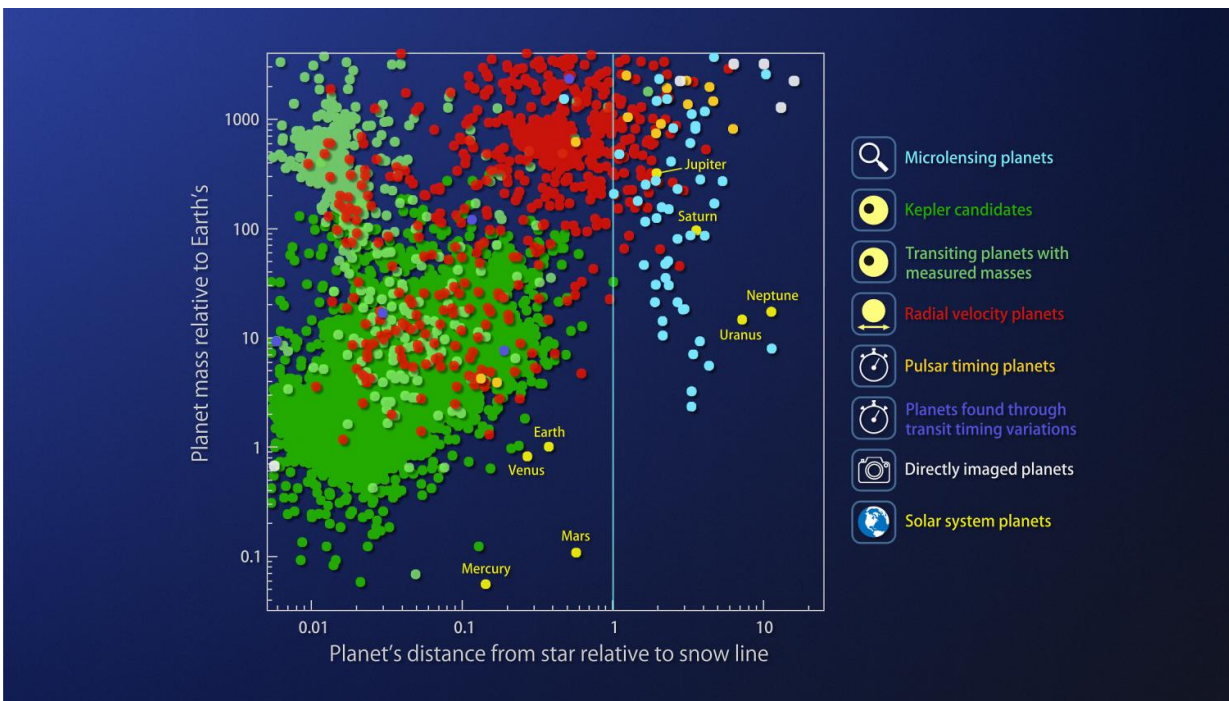 Planet mass relative to Earth's
1000
100
10
1
0.1
Jupiter
Saturn
Neptune
Uranus
Earth
Venus
Mars
Mercury
0.01
0.1
1
10
Planet's distance from star relative to snow line
Microlensing planets
Kepler candidates
Transiting planets with
measured masses
Radial velocity planets
Pulsar timing planets
Planets found through
transit timing variations
Directly imaged planets
Solar system planets